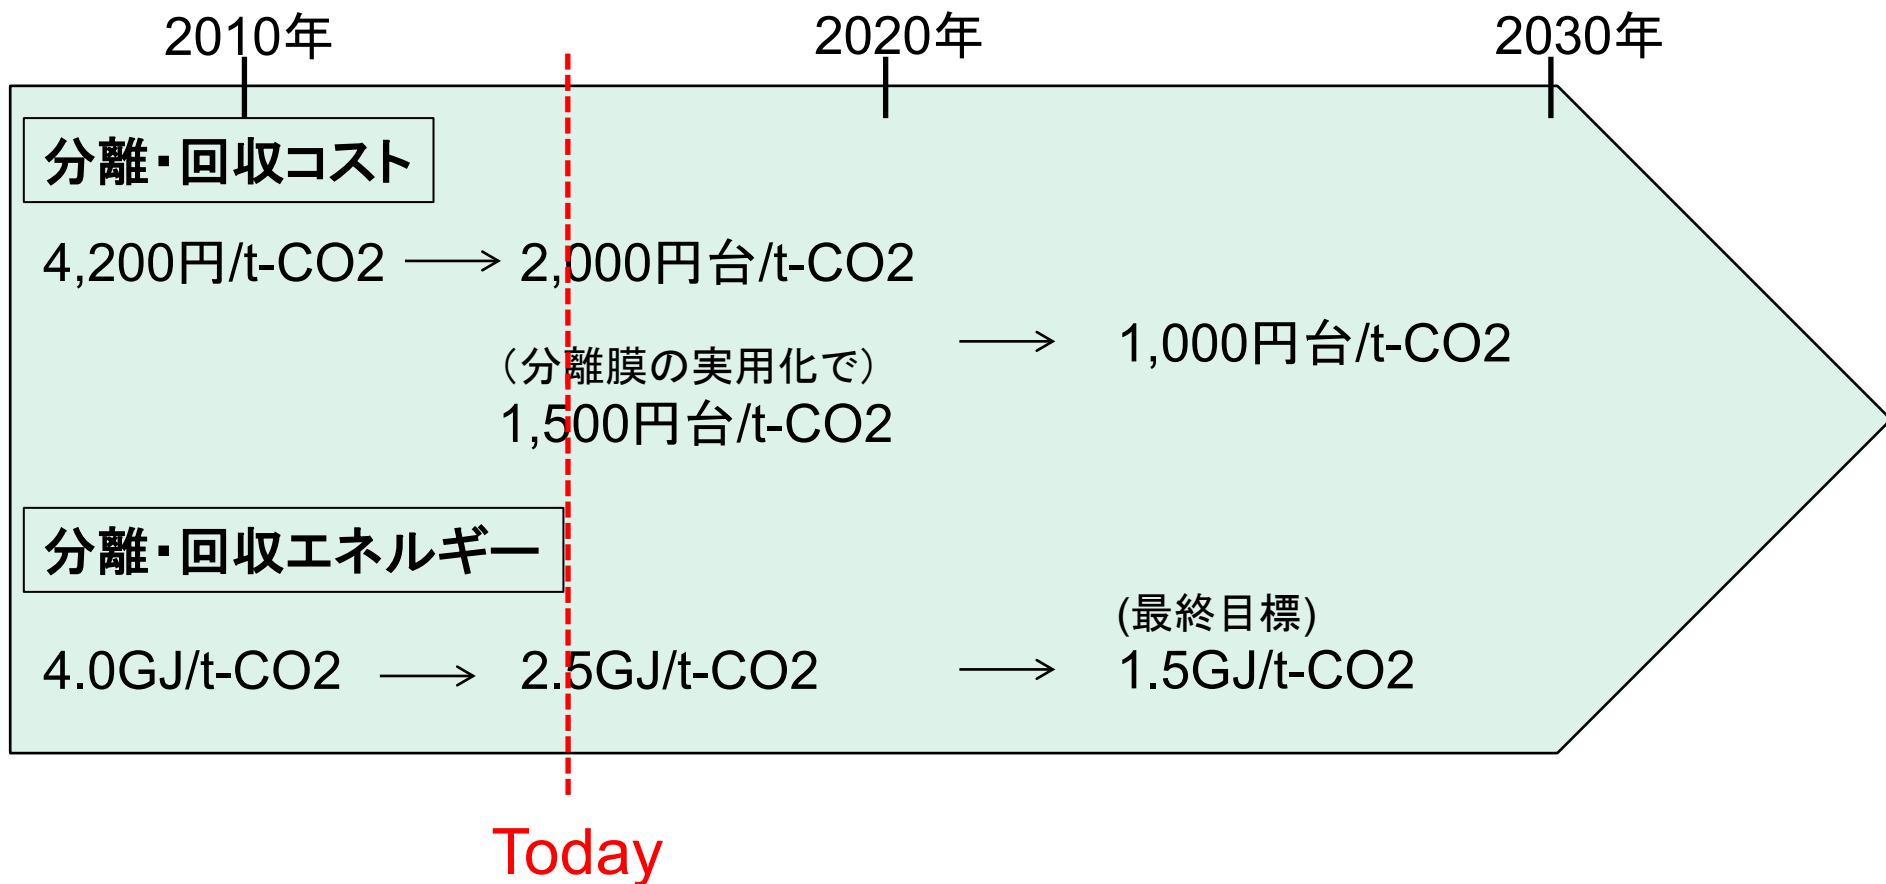 2010年 2020年 2030年
分離・回収コスト
4,200円/t-CO2 → 2,000円台/t-CO2
→ 1,000円台/t-CO2
（分離膜の実用化で）
1,500円台/t-CO2
分離・回収エネルギー
(最終目標)
4.0GJ/t-CO2 → 2.5GJ/t-CO2 → 1.5GJ/t-CO2
Today